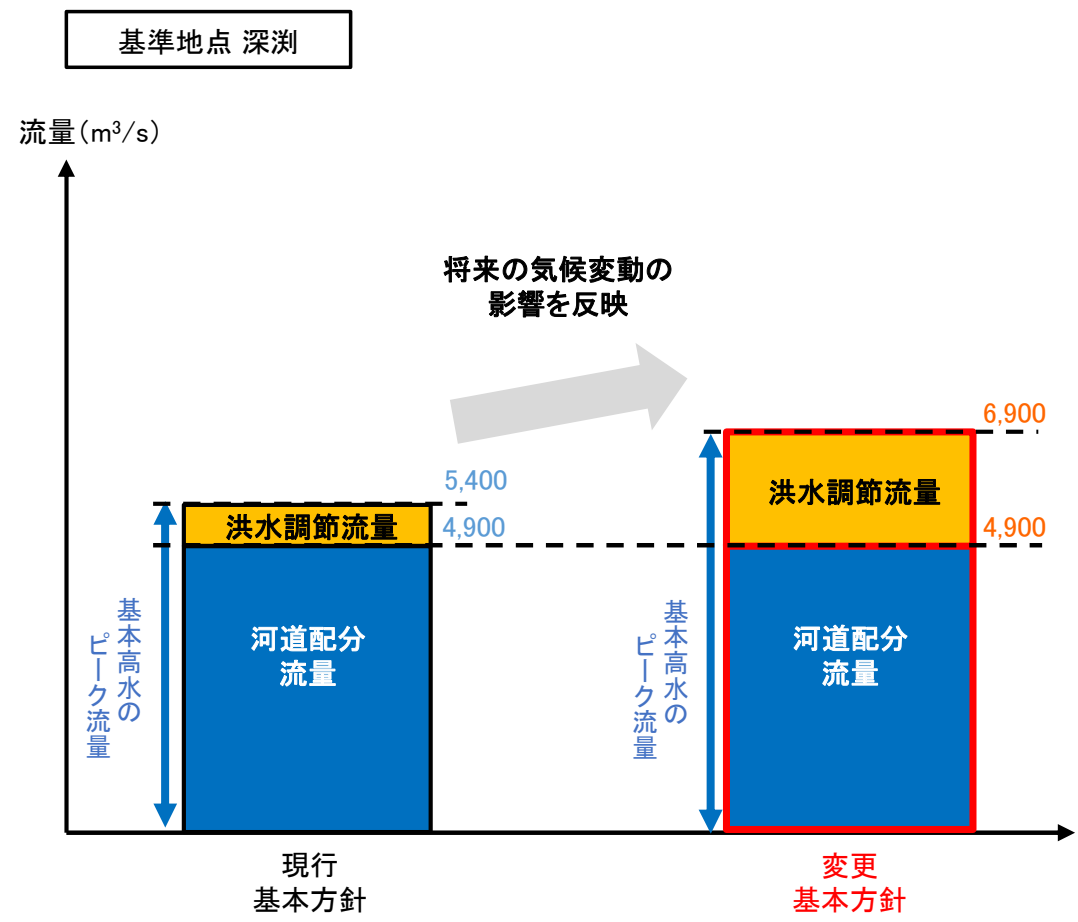 基準地点 深渕
流量(m³/s)
将来の気候変動の
影響を反映
6,900
5,400
4,900
4,900
洪水調節流量
洪水調節流量
河道配分
流量
河道配分
流量
基本高水の
ピーク流量
基本高水の
ピーク流量
現行
基本方針
変更
基本方針